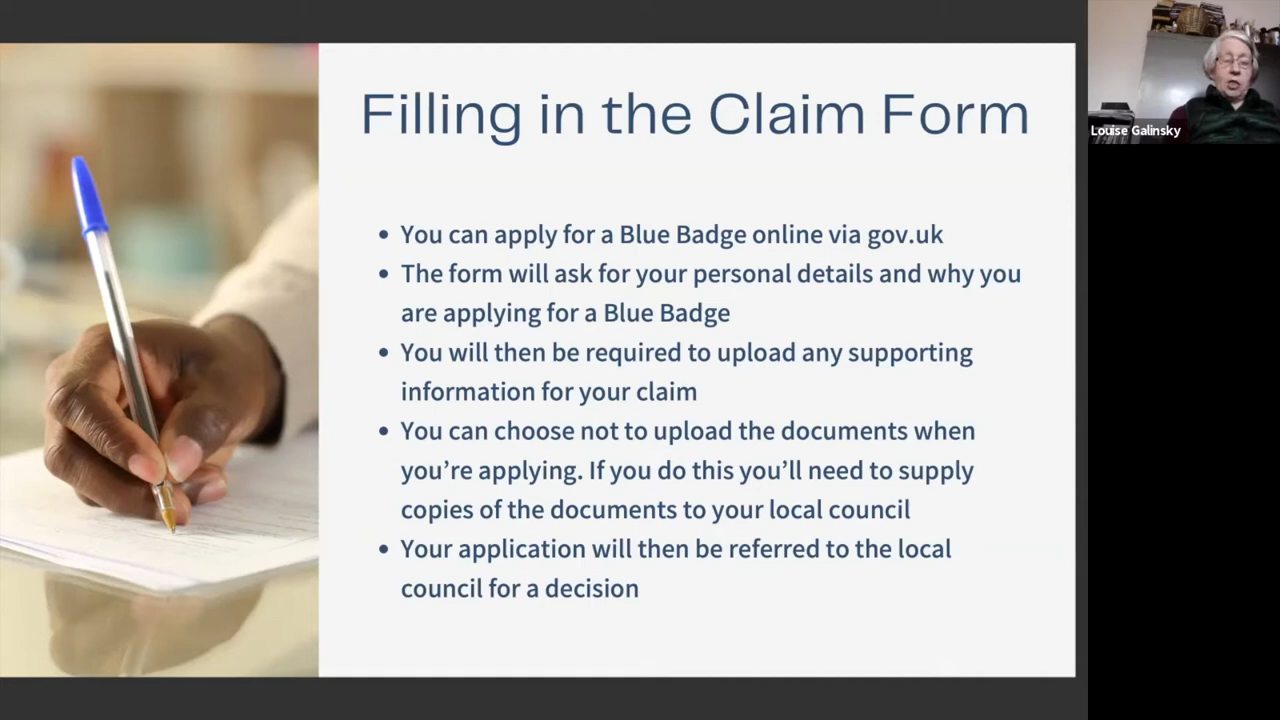 Filling in the Claim Form
You can apply for a Blue Badge online via gov.uk
The form will ask for your personal details and why you
are applying for a Blue Badge
You will then be required to upload any supporting
information for your claim
You can choose not to upload the documents when
you’re applying. If you do this you’ll need to supply
copies of the documents to your local council
Your application will then be referred to the local
council for a decision
Louise Galinsky